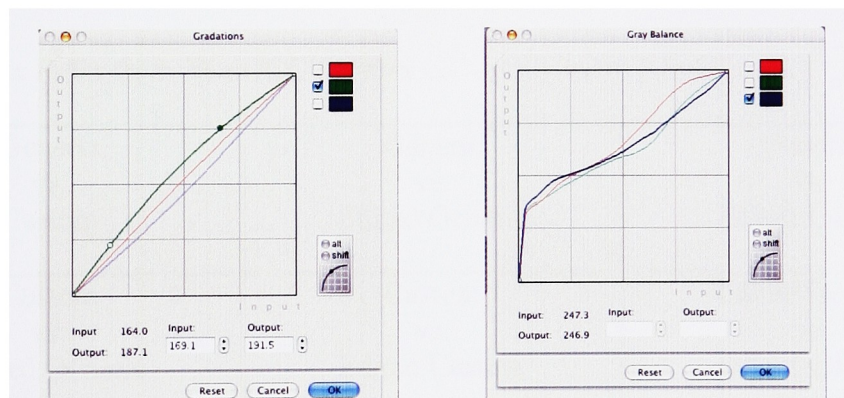 Gradations
Output
Input
Input 164.0
Output: 187.1
Input:
169.1
Output:
191.5
alt
shift
Reset Cancel OK
Gray Balance
Output
Input
Input: 247.3
Output: 246.9
Input:
Output:
alt
shift
Reset Cancel OK